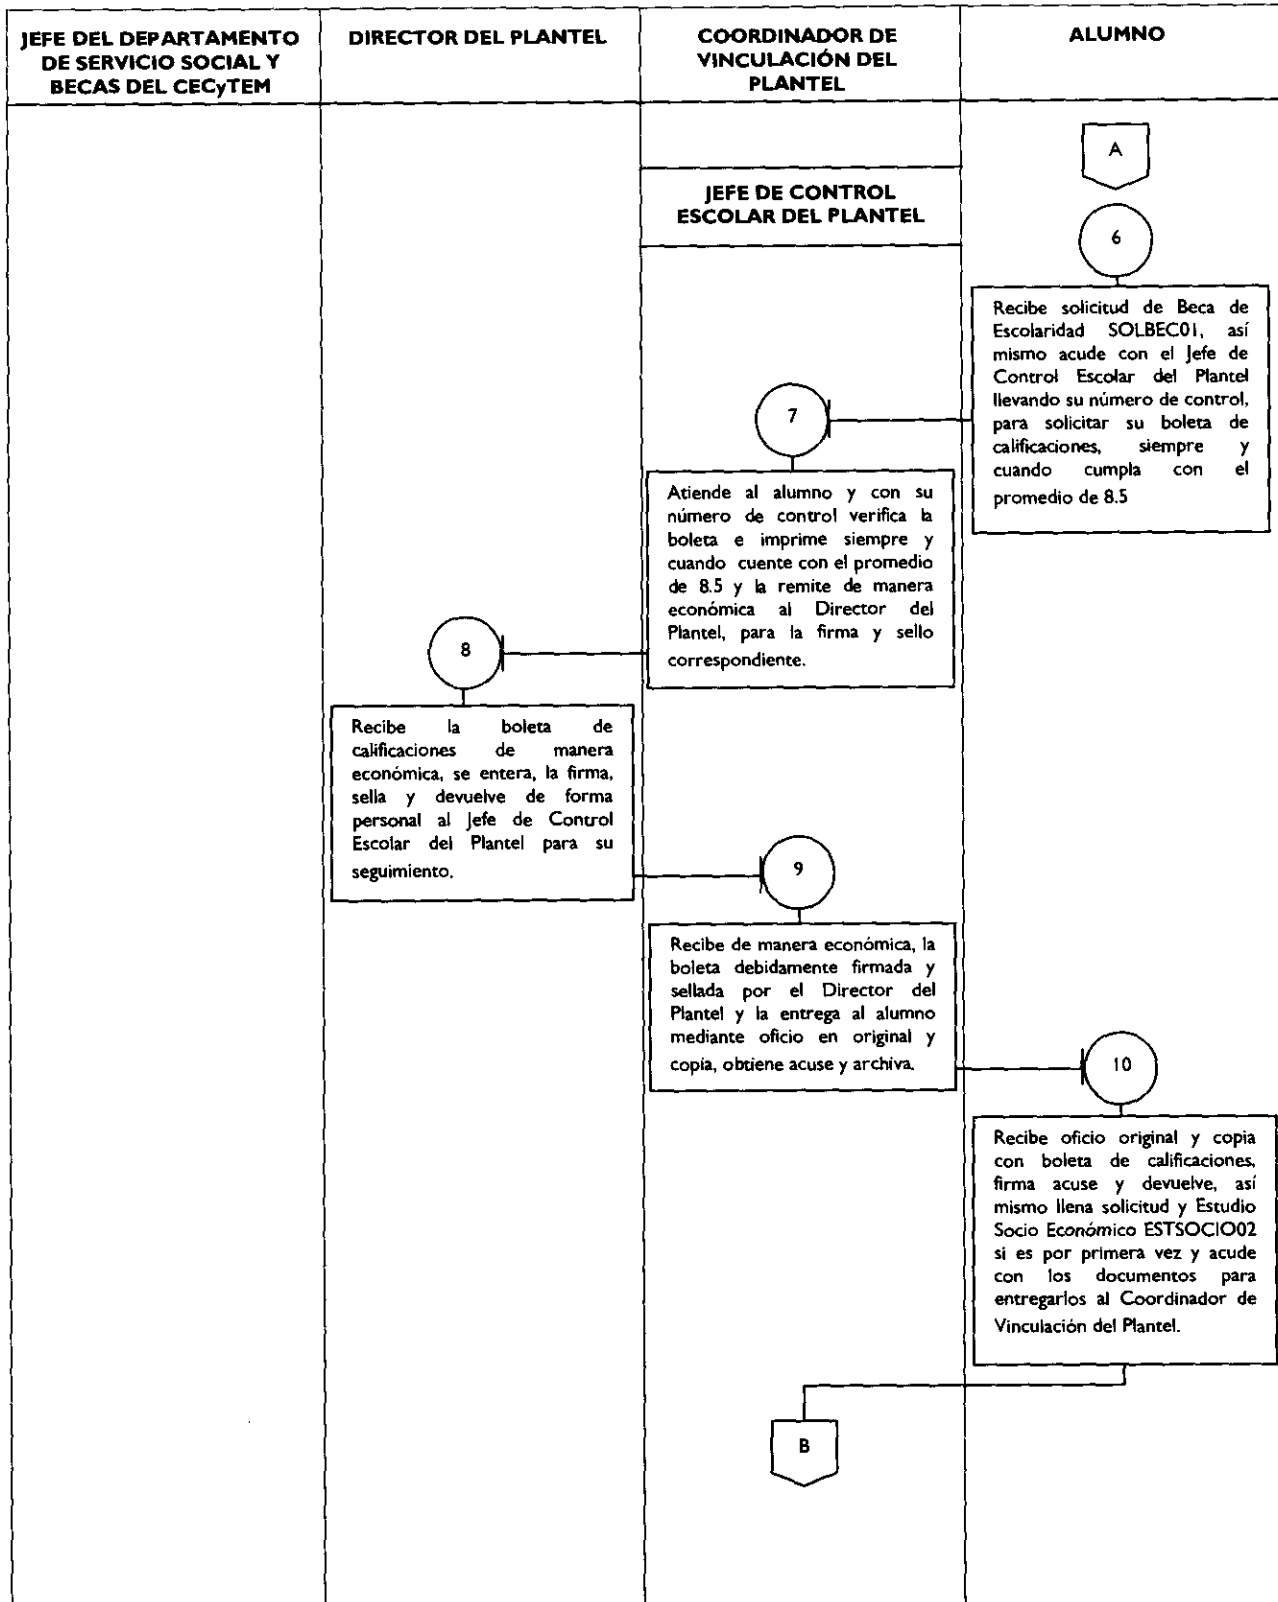 JEFE DEL DEPARTAMENTO
DE SERVICIO SOCIAL Y
BECAS DEL CECyTEM
DIRECTOR DEL PLANTEL
COORDINADOR DE
VINCULACIÓN DEL
PLANTEL
ALUMNO
A
JEFE DE CONTROL
ESCOLAR DEL PLANTEL
6
Recibe solicitud de Beca de
Escolaridad SOLBEC01, así
mismo acude con el Jefe de
Control Escolar del Plantel
llevando su número de control,
para solicitar su boleta de
calificaciones, siempre y
cuando cumpla con el
promedio de 8.5
7
Atiende al alumno y con su
número de control verifica la
boleta e imprime siempre y
cuando cuente con el promedio
de 8.5 y la remite de manera
económica al Director del
Plantel, para la firma y sello
correspondiente.
8
Recibe la boleta de
calificaciones de manera
económica, se entera, la firma,
sella y devuelve de forma
personal al Jefe de Control
Escolar del Plantel para su
seguimiento.
9
Recibe de manera económica, la
boleta debidamente firmada y
sellada por el Director del
Plantel y la entrega al alumno
mediante oficio en original y
copia, obtiene acuse y archiva.
10
Recibe oficio original y copia
con boleta de calificaciones,
firma acuse y devuelve, así
mismo llena solicitud y Estudio
Socio Económico ESTSOCIO02
si es por primera vez y acude
con los documentos para
entregarlos al Coordinador de
Vinculación del Plantel.
B